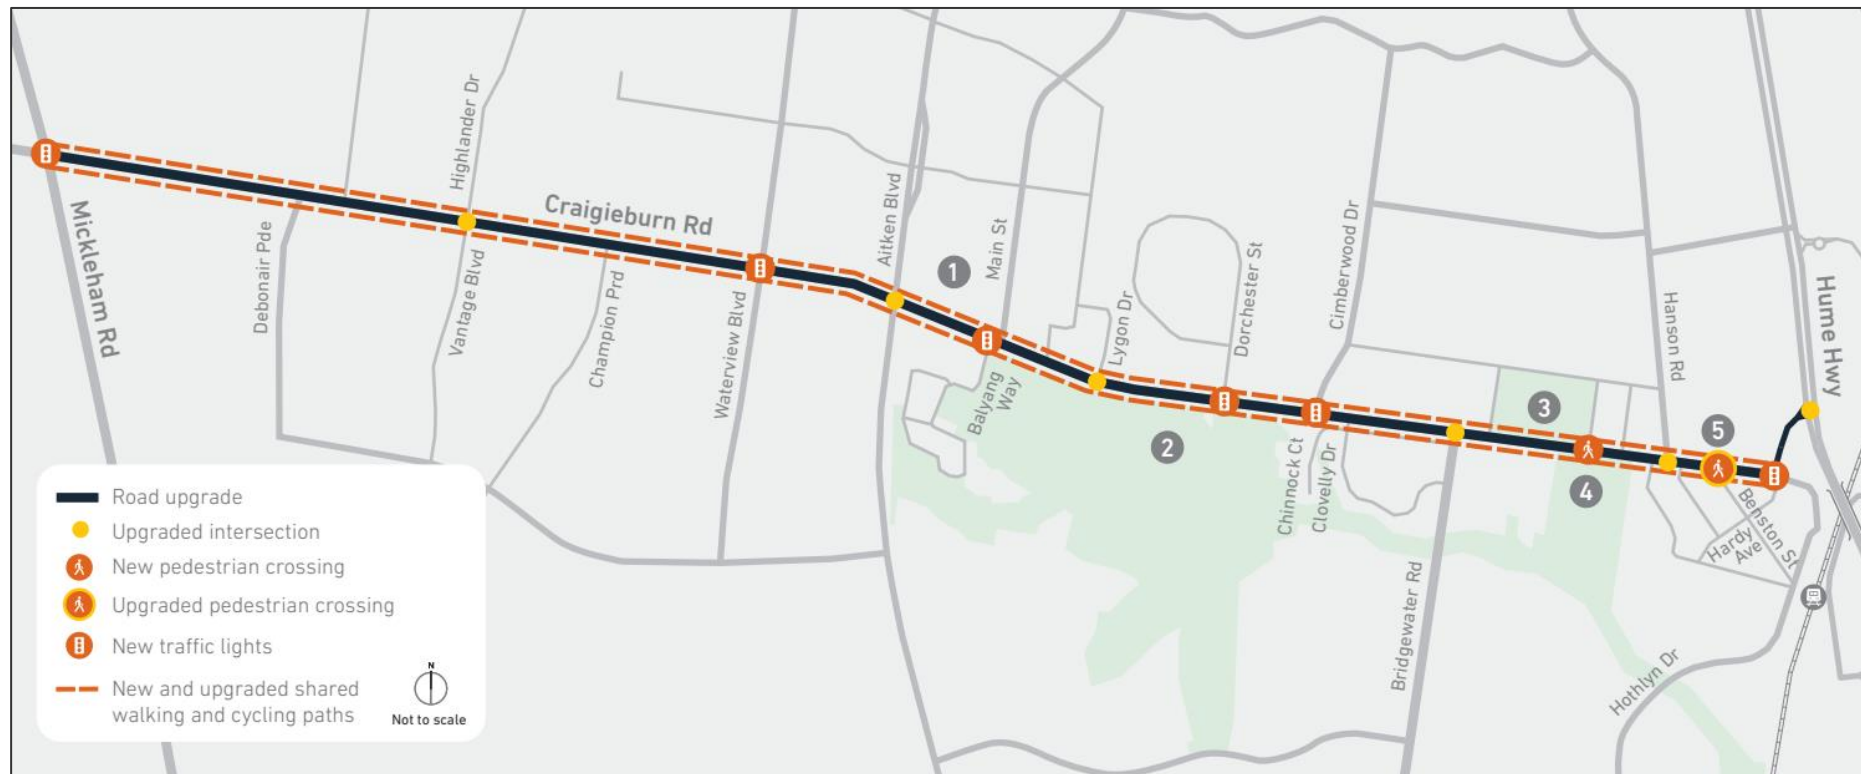 Mickleham Rd
Debonair Pde
Highlander Dr
Vantage Blvd
Craigieburn Rd
Champion Prd
Waterview Blvd
Aitken Blvd
1
Main St
Balyang
Way
Lygon Dr
2
Dorchester St
Cimberwood Dr
Chinnock Ct
Clovelly Dr
Bridgewater Rd
3
4
Hanson Rd
5
Benston St
Hardy
Ave
Hothlyn Dr
Hume Hwy
Road upgrade
Upgraded intersection
New pedestrian crossing
Upgraded pedestrian crossing
New traffic lights
New and upgraded shared
walking and cycling paths
N
Not to scale